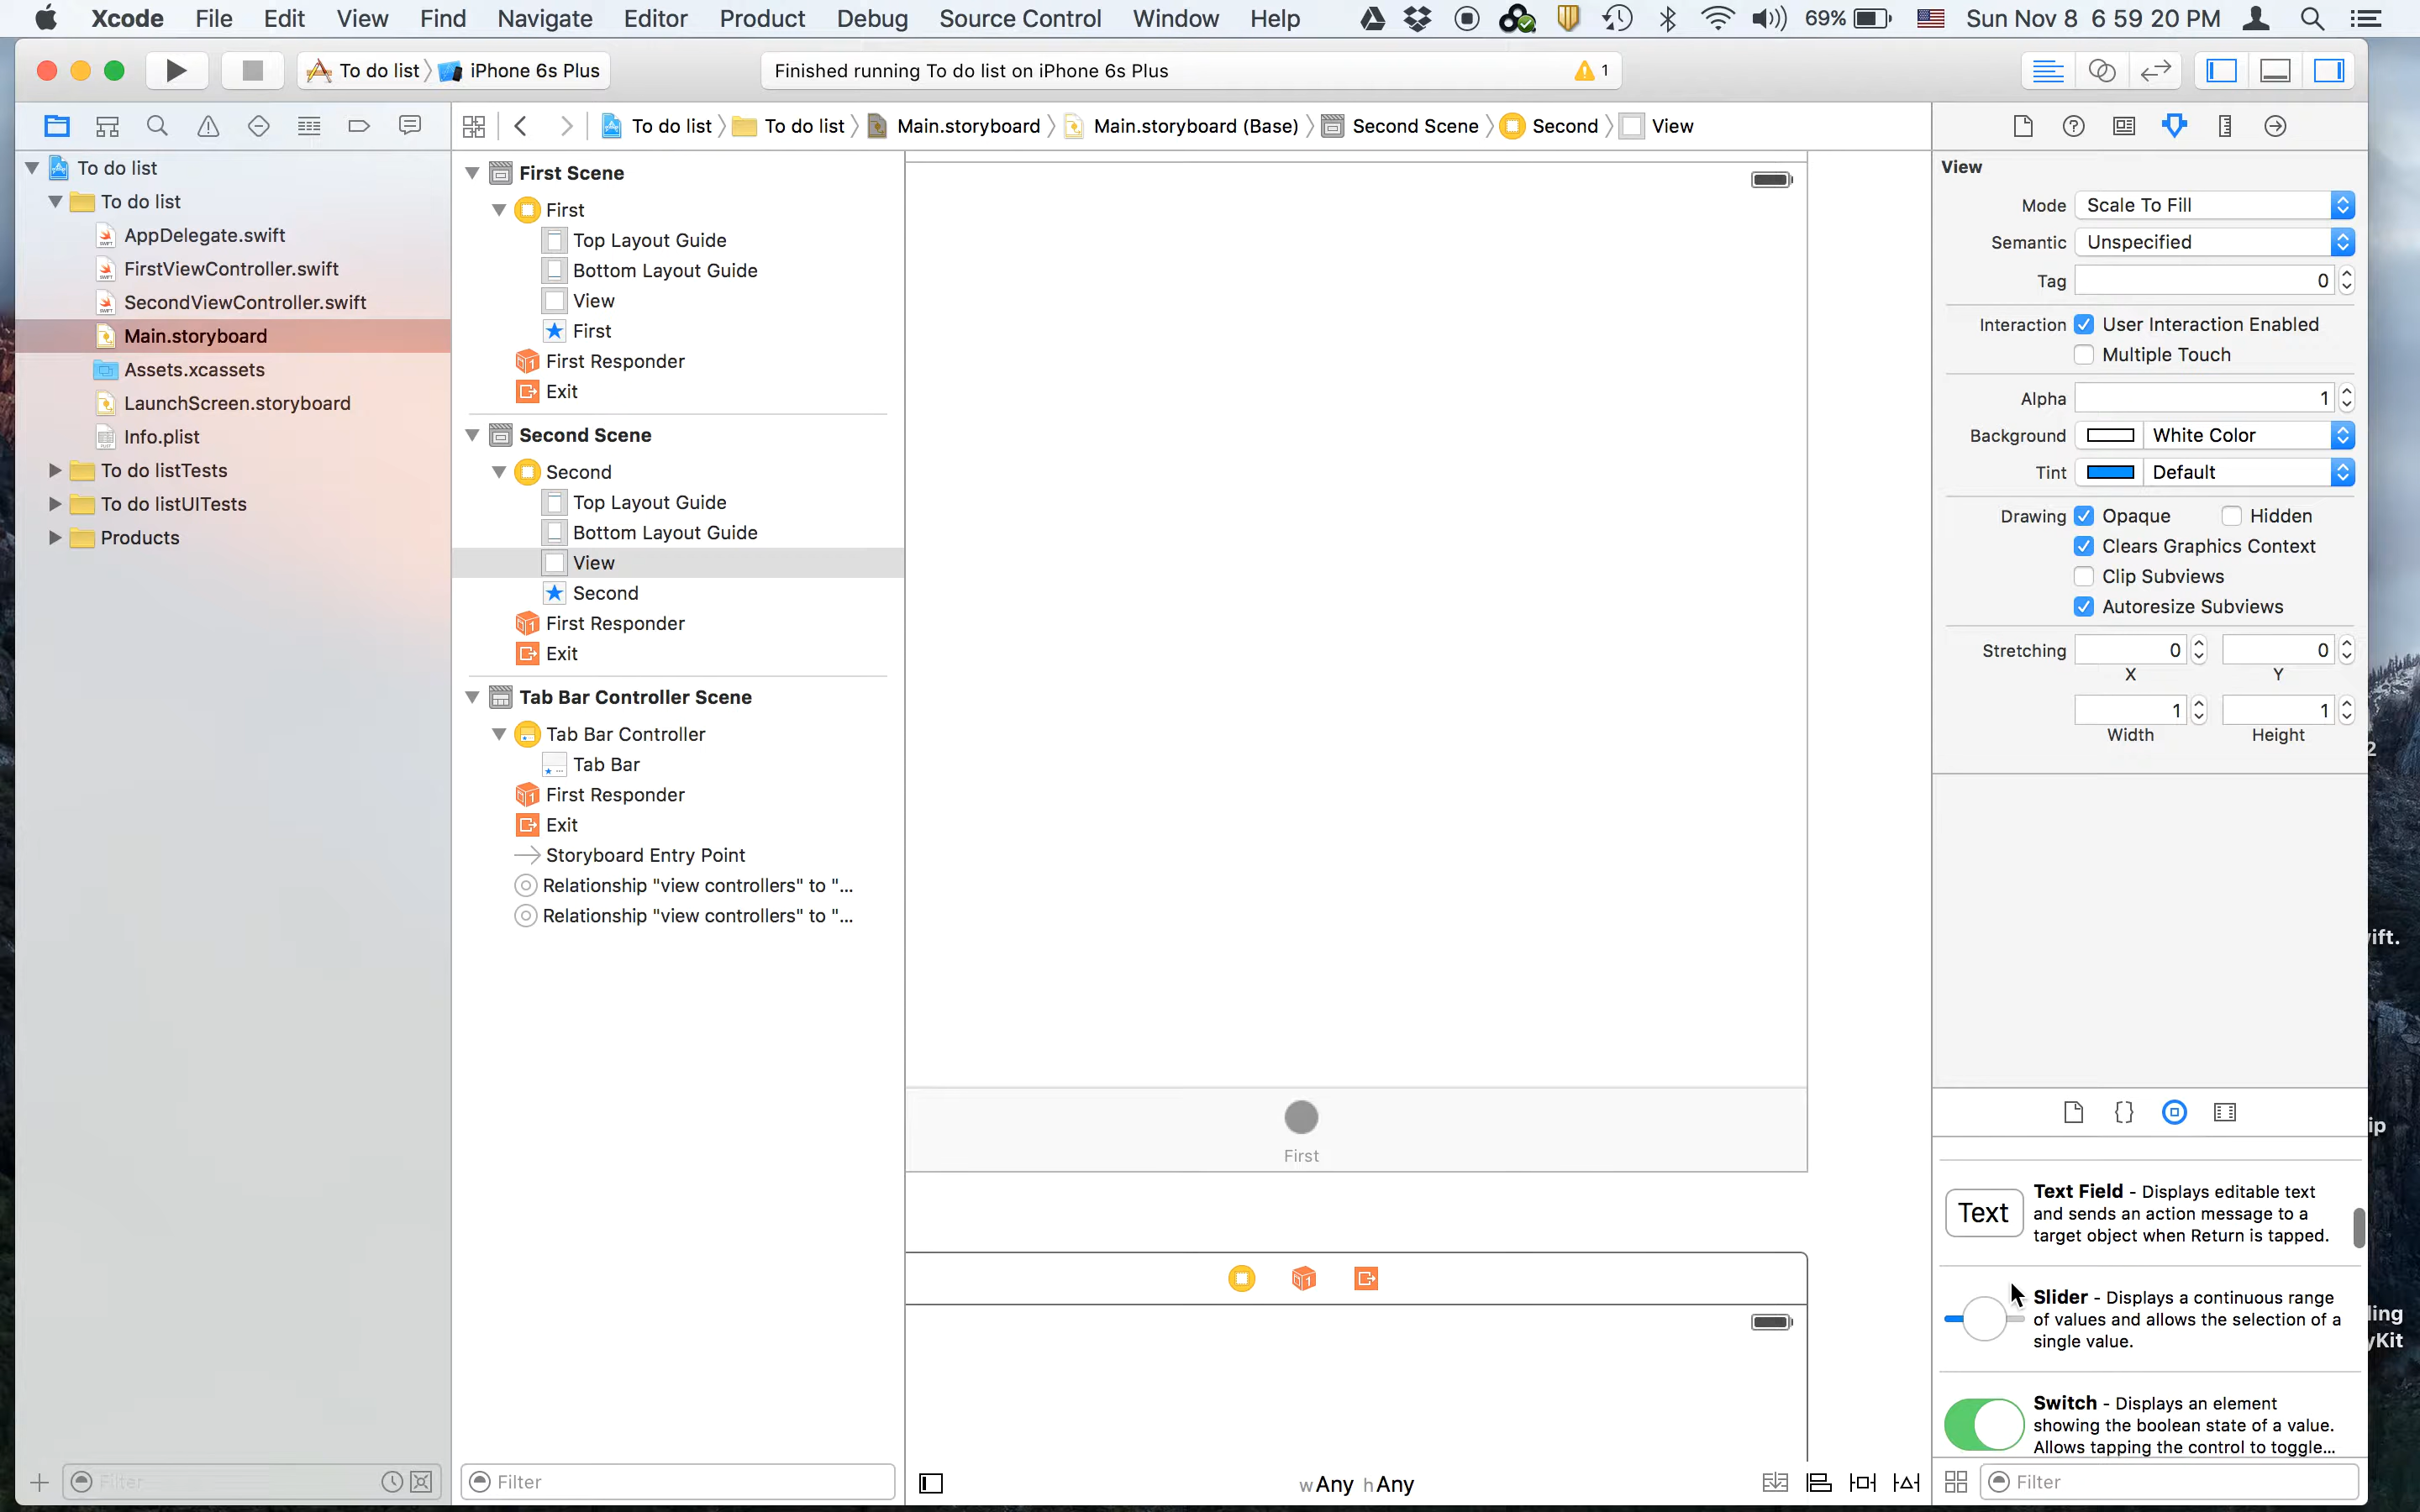 Xcode File Edit View Find Navigate Editor Product Debug Source Control Window Help 69% Sun Nov 8 6 59 20 PM
To do list iPhone 6s Plus
Finished running To do list on iPhone 6s Plus
1
To do list To do list Main.storyboard Main.storyboard (Base) Second Scene Second View
To do list
To do list
AppDelegate.swift
FirstViewController.swift
SecondViewController.swift
Main.storyboard
Assets.xcassets
LaunchScreen.storyboard
Info.plist
To do listTests
To do listUITests
Products
Filter
First Scene
First
Top Layout Guide
Bottom Layout Guide
View
First
First Responder
Exit
Second Scene
Second
Top Layout Guide
Bottom Layout Guide
View
Second
First Responder
Exit
Tab Bar Controller Scene
Tab Bar Controller
Tab Bar
First Responder
Exit
Storyboard Entry Point
Relationship "view controllers" to "...
Relationship "view controllers" to "...
Filter
First
wAny hAny
View
Mode Scale To Fill
Semantic Unspecified
Tag 0
Interaction User Interaction Enabled
Multiple Touch
Alpha 1
Background White Color
Tint Default
Drawing Opaque Hidden
Clears Graphics Context
Clip Subviews
Autoresize Subviews
Stretching 0 0
X Y
1 1
Width Height
Text
Text Field - Displays editable text
and sends an action message to a
target object when Return is tapped.
Slider - Displays a continuous range
of values and allows the selection of a
single value.
Switch - Displays an element
showing the boolean state of a value.
Allows tapping the control to toggle...
Filter
2
ift.
ip
ling
yKit